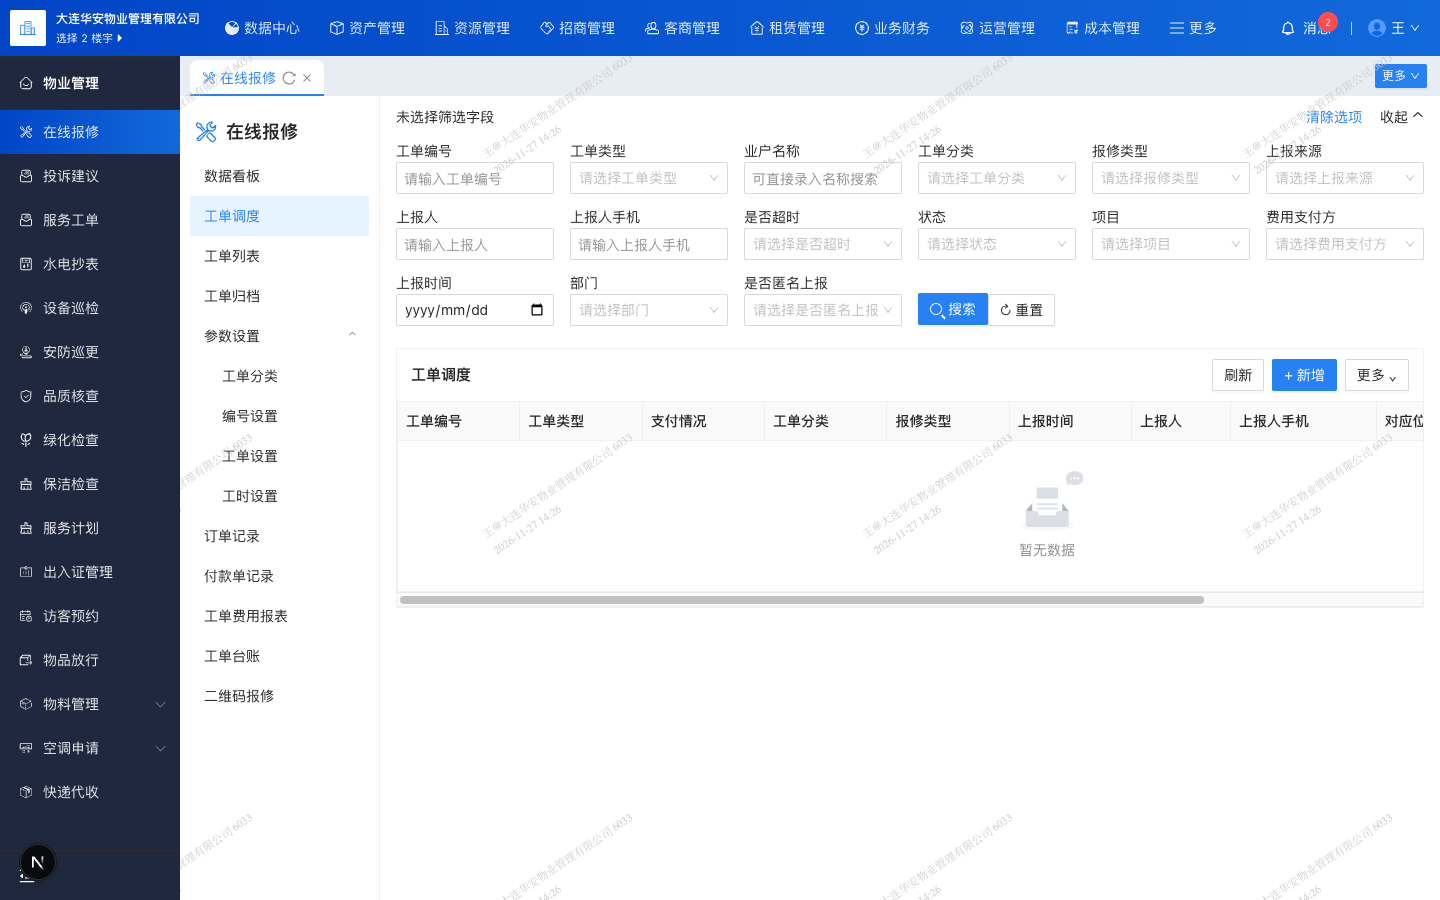 大连华安物业管理有限公司
选择 2 楼宇
数据中心
资产管理
资源管理
招商管理
客商管理
租赁管理
业务财务
运营管理
成本管理
更多
消息
2
王
物业管理
在线报修
投诉建议
服务工单
水电抄表
设备巡检
安防巡更
品质核查
绿化检查
保洁检查
服务计划
出入证管理
访客预约
物品放行
物料管理
空调申请
快递代收
N
在线报修
更多
在线报修
数据看板
工单调度
工单列表
工单归档
参数设置
工单分类
编号设置
工单设置
工时设置
订单记录
付款单记录
工单费用报表
工单台账
二维码报修
未选择筛选字段
清除选项
收起
工单编号
工单类型
业户名称
工单分类
报修类型
上报来源
请输入工单编号
请选择工单类型
可直接录入名称搜索
请选择工单分类
请选择报修类型
请选择上报来源
上报人
上报人手机
是否超时
状态
项目
费用支付方
请输入上报人
请输入上报人手机
请选择是否超时
请选择状态
请选择项目
请选择费用支付方
上报时间
部门
是否匿名上报
yyyy/mm/dd
请选择部门
请选择是否匿名上报
搜索
重置
工单调度
刷新
+ 新增
更多
工单编号
工单类型
支付情况
工单分类
报修类型
上报时间
上报人
上报人手机
对应位
暂无数据
王@大连华安物业管理有限公司 6033
2026-11-27 14:26